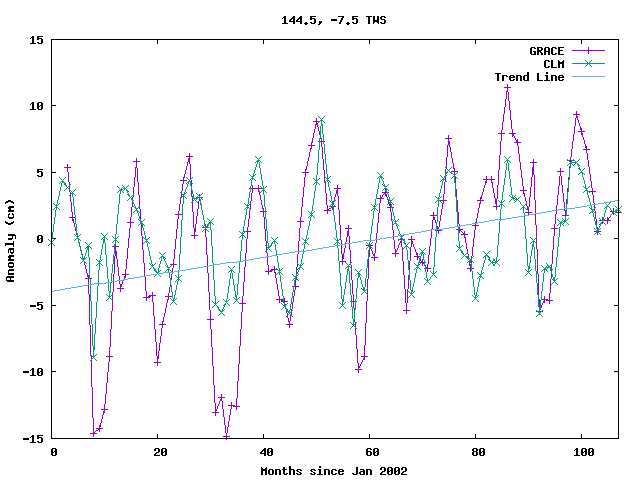 144.5, -7.5 TWS
GRACE
CLM
Trend Line
15
10
5
0
-5
-10
-15
Anomaly (cm)
0 20 40 60 80 100
Months since Jan 2002